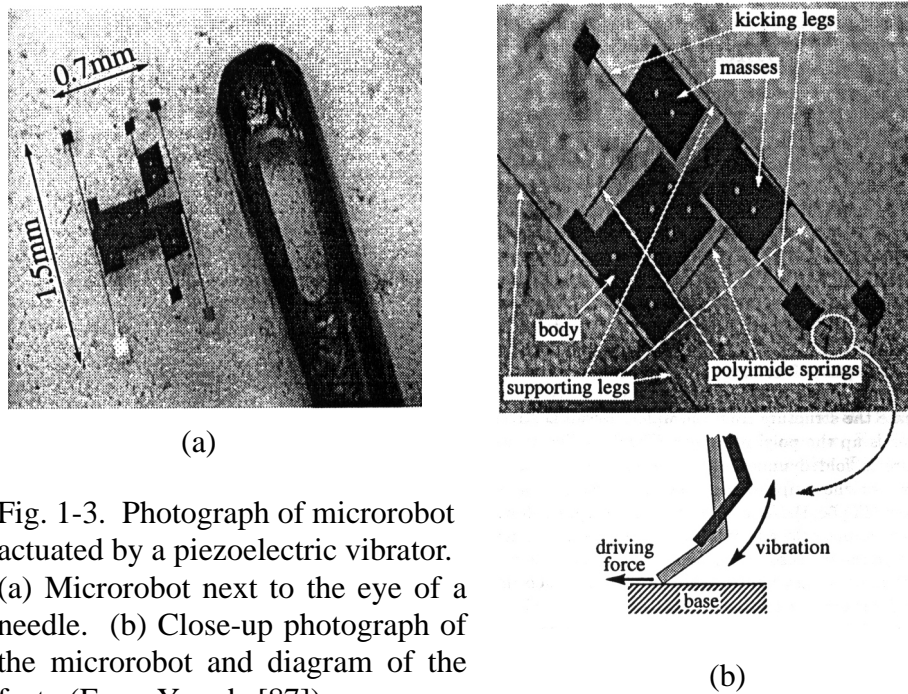 0.7mm
1.5mm
(a)
kicking legs
masses
body
supporting legs
polyimide springs
driving
force
vibration
base
(b)
Fig. 1-3. Photograph of microrobot
actuated by a piezoelectric vibrator.
(a) Microrobot next to the eye of a
needle. (b) Close-up photograph of
the microrobot and diagram of the